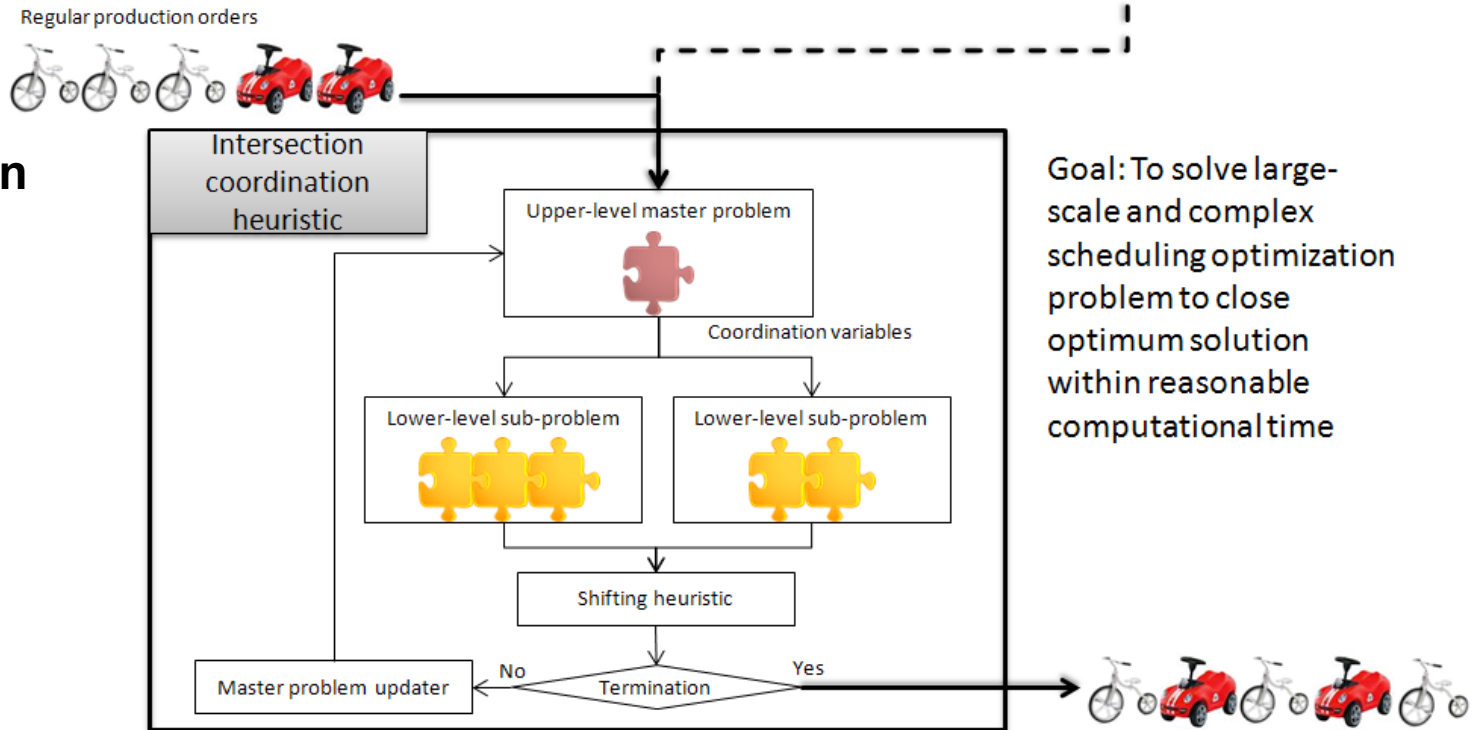 Regular production orders
n
Intersection
coordination
heuristic
Upper-level master problem
Coordination variables
Lower-level sub-problem
Lower-level sub-problem
Shifting heuristic
No
Yes
Master problem updater
Termination
Goal: To solve large-
scale and complex
scheduling optimization
problem to close
optimum solution
within reasonable
computational time